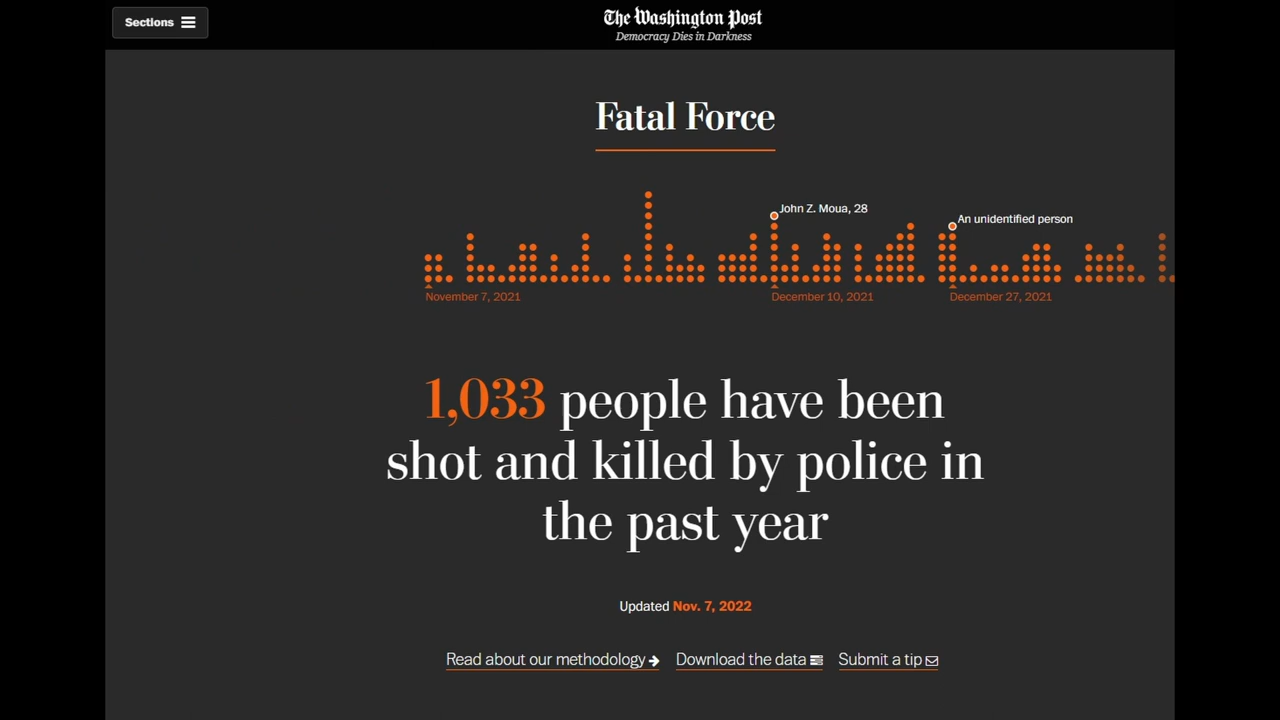 Sections
The Washington Post
Democracy Dies in Darkness
Fatal Force
John Z. Moua, 28
An unidentified person
November 7, 2021
December 10, 2021
December 27, 2021
1,033 people have been
shot and killed by police in
the past year
Updated Nov. 7, 2022
Read about our methodology
Download the data
Submit a tip